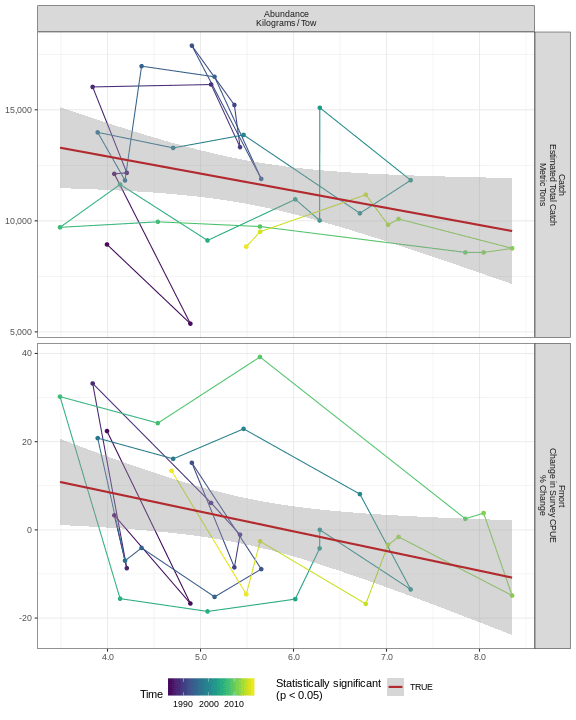 Abundance
Kilograms/Tow
15,000
10,000
5,000
Catch
Estimated Total Catch
Metric Tons
40
20
0
-20
Fmort
Change in Survey CPUE
% Change
4.0 5.0 6.0 7.0 8.0
Time
1990 2000 2010
Statistically significant
(p < 0.05)
TRUE